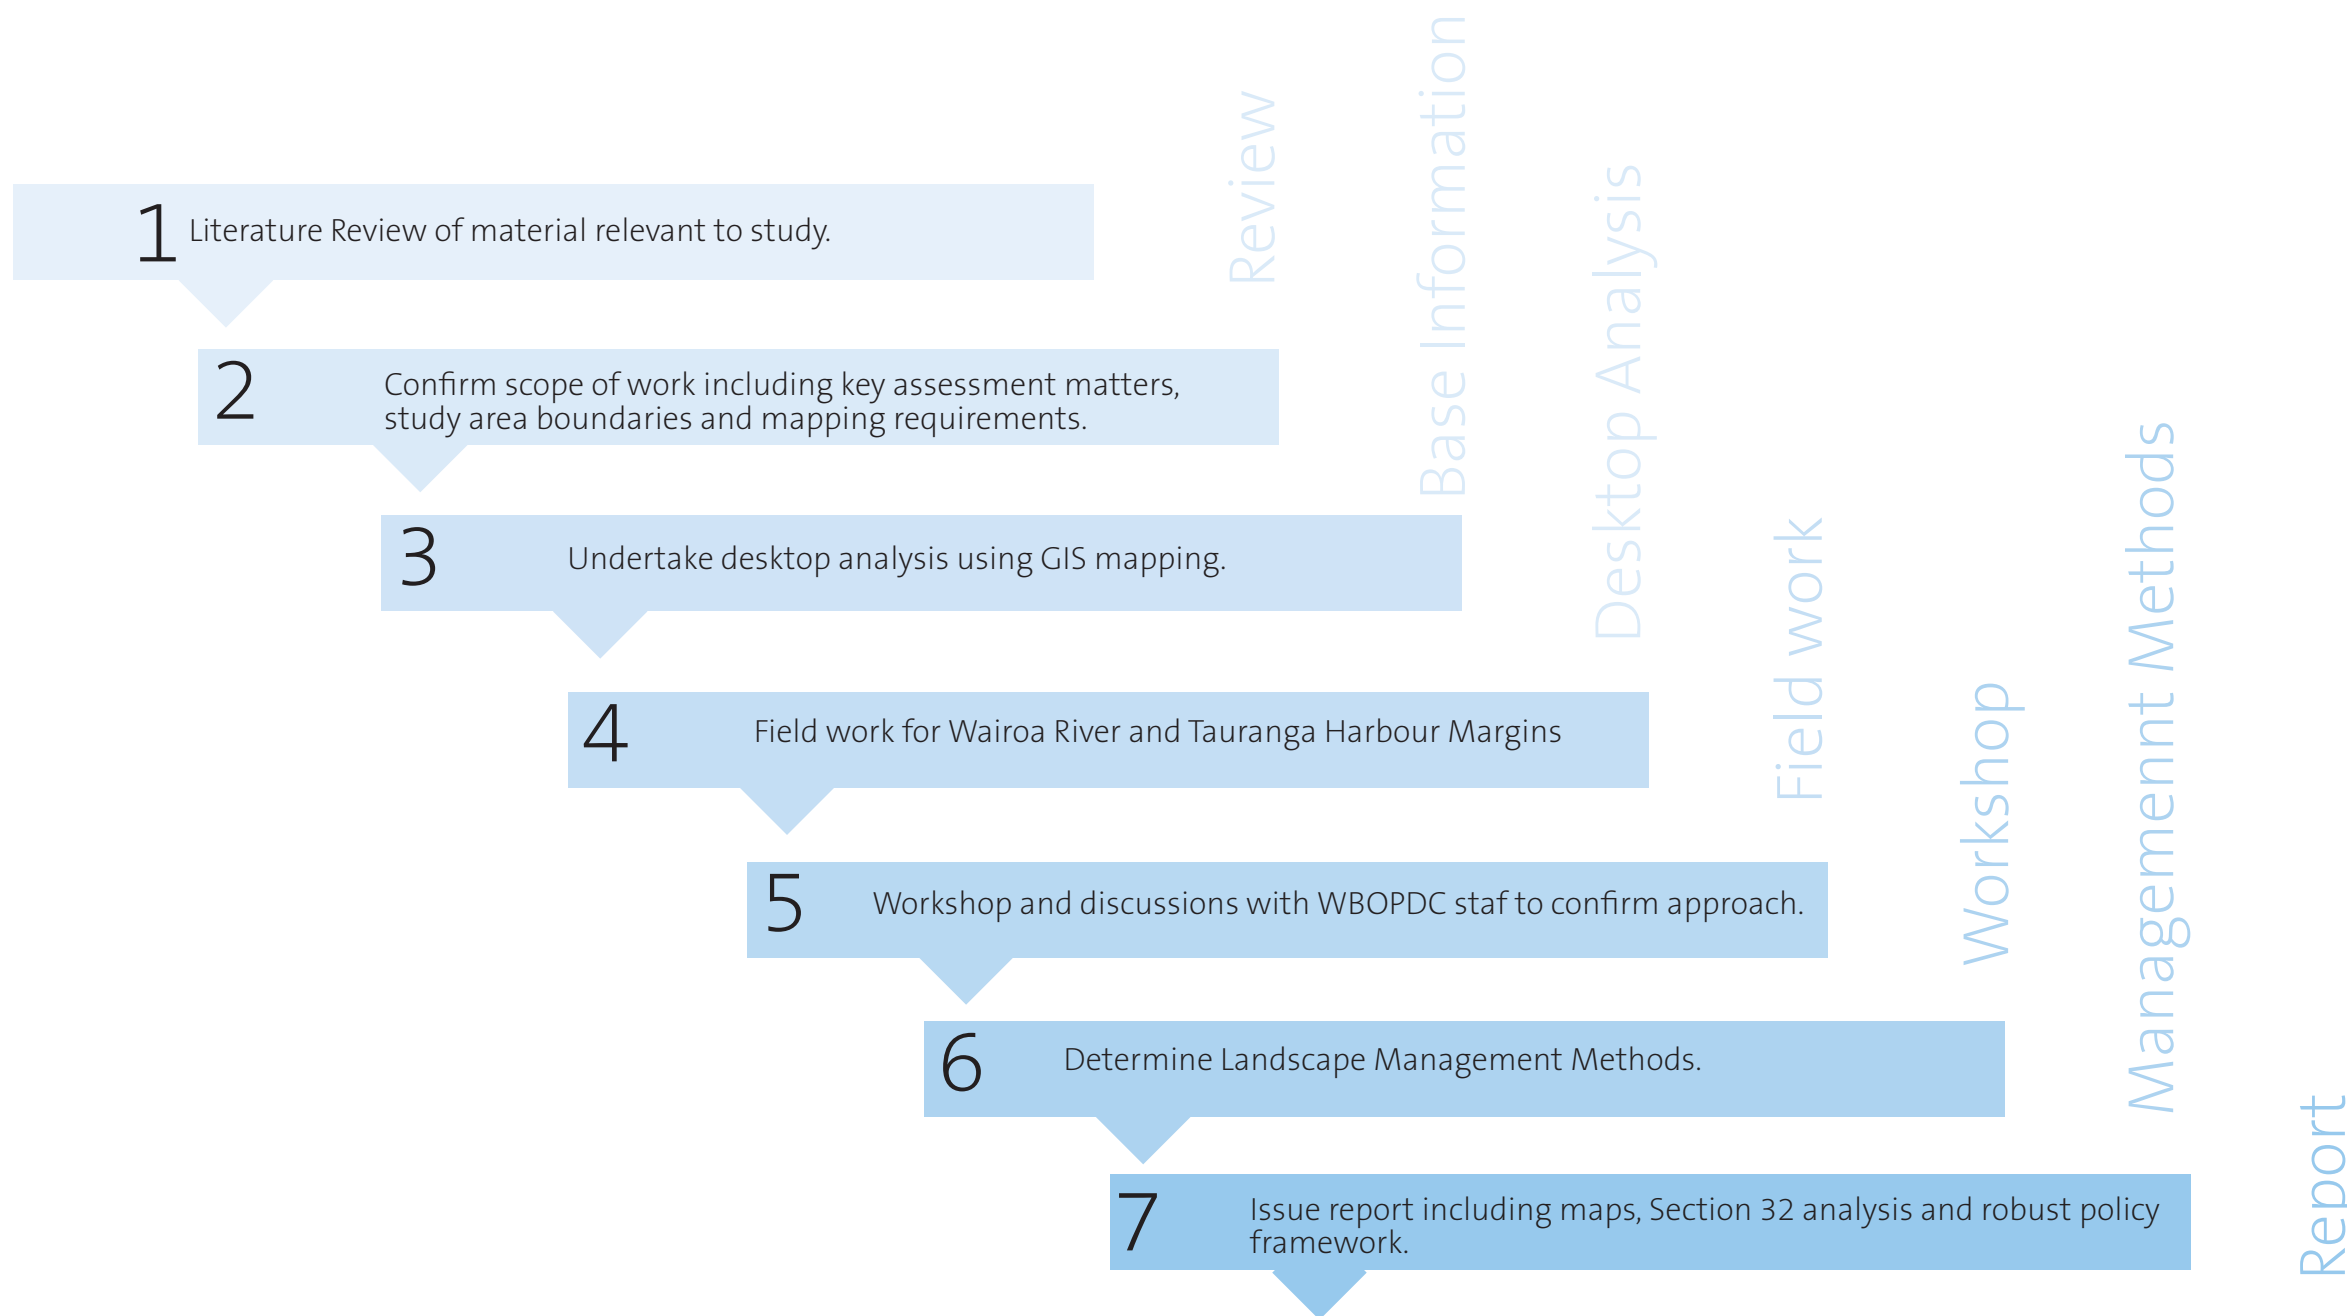 1
Literature Review of material relevant to study.
Review
2
Confirm scope of work including key assessment matters,
study area boundaries and mapping requirements.
Base Information
3
Undertake desktop analysis using GIS mapping.
Desktop Analysis
4
Field work for Wairoa River and Tauranga Harbour Margins
Field work
5
Workshop and discussions with WBOPDC staf to confirm approach.
Workshop
6
Determine Landscape Management Methods.
Management Methods
7
Issue report including maps, Section 32 analysis and robust policy
framework.
Report